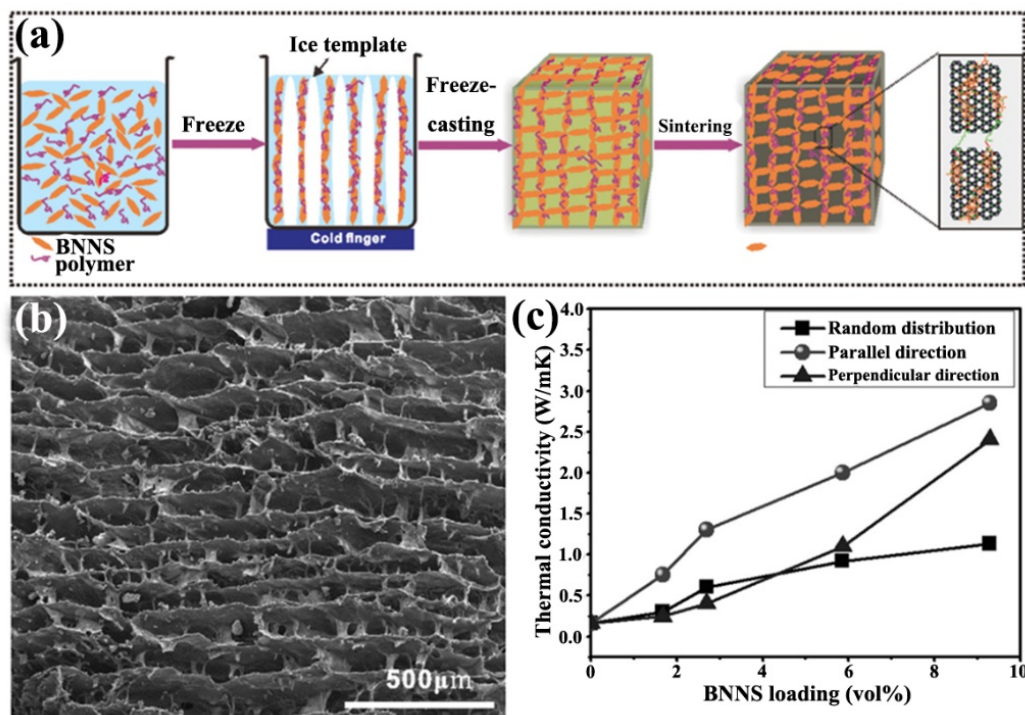 (a)
Ice template
Freeze
Freeze-
casting
Sintering
Cold finger
BNNS
polymer
(b)
500μm
(c)
Thermal conductivity (W/mK)
4.0
3.5
3.0
2.5
2.0
1.5
1.0
0.5
0.0
Random distribution
Parallel direction
Perpendicular direction
0 2 4 6 8 10
BNNS loading (vol%)